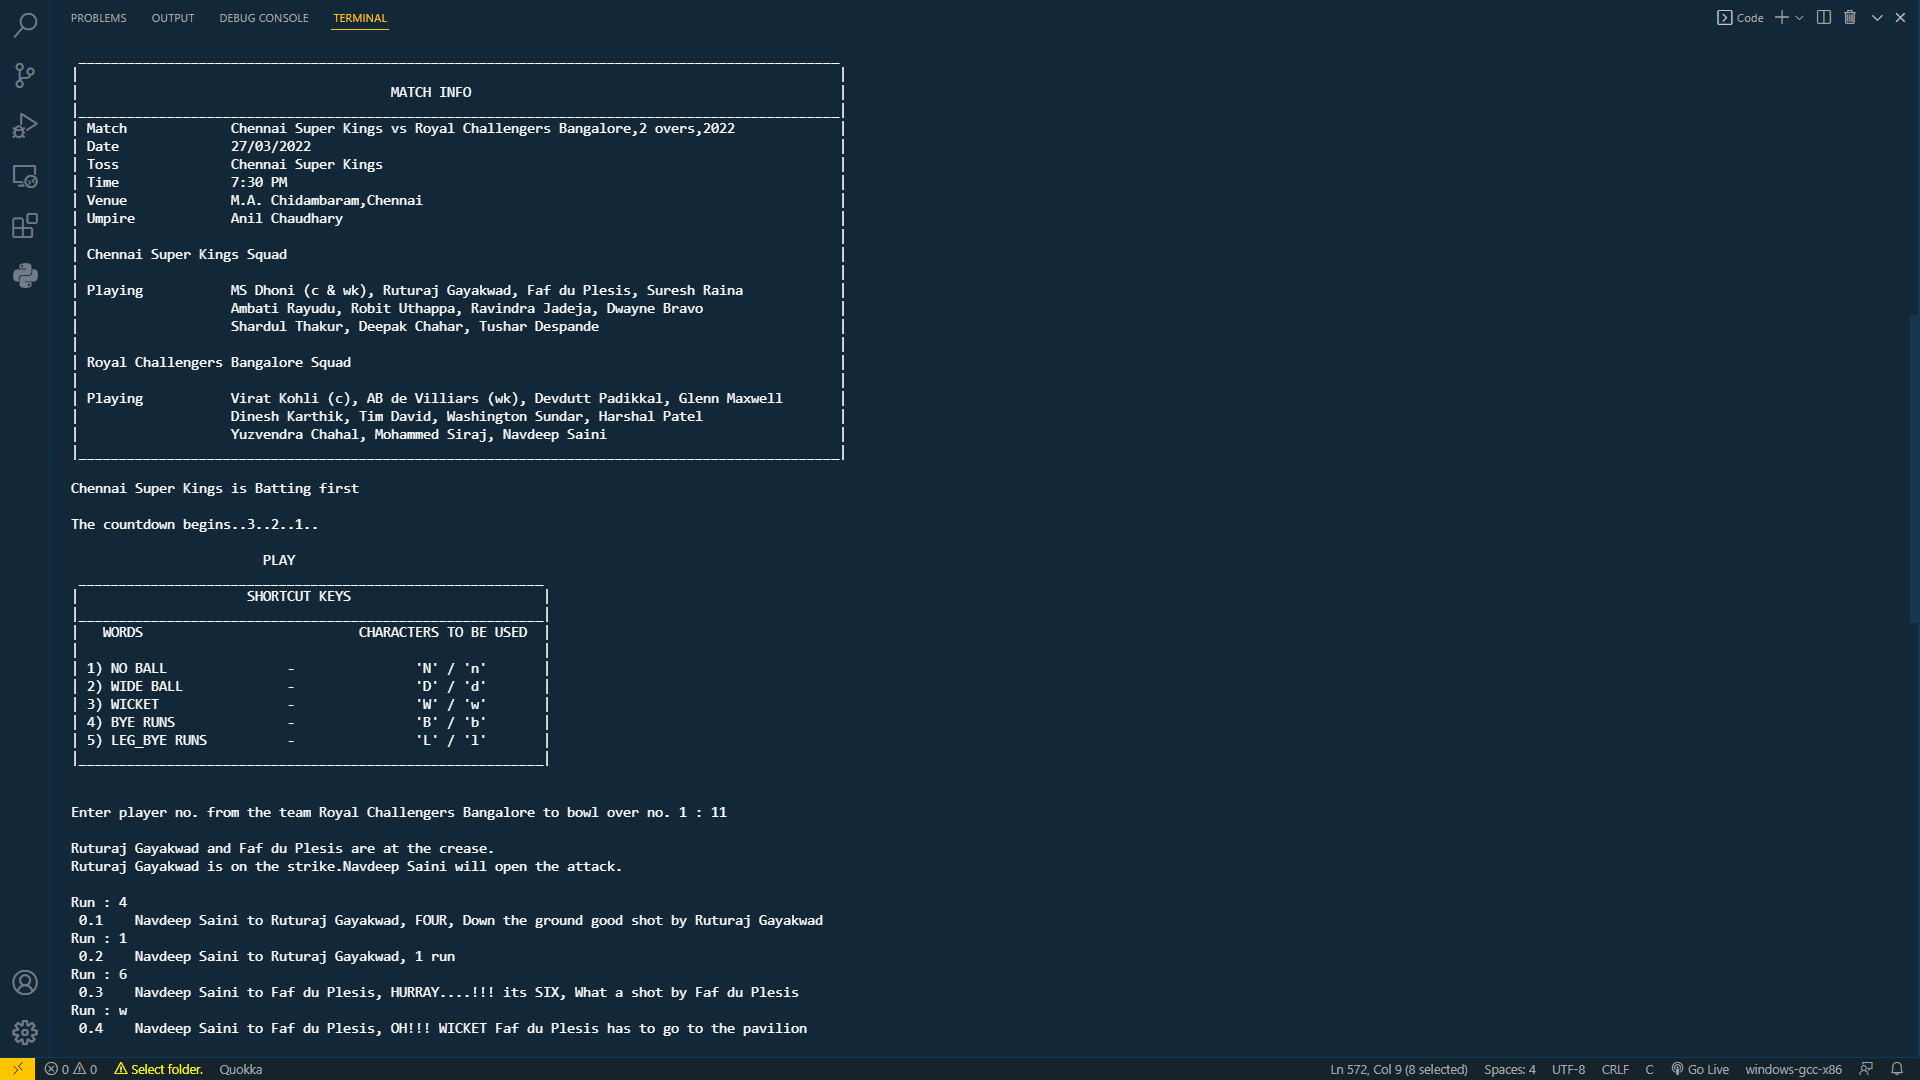 PROBLEMS OUTPUT DEBUG CONSOLE TERMINAL Code
MATCH INFO
Match Chennai Super Kings vs Royal Challengers Bangalore,2 overs,2022
Date 27/03/2022
Toss Chennai Super Kings
Time 7:30 PM
Venue M.A. Chidambaram,Chennai
Umpire Anil Chaudhary
Chennai Super Kings Squad
Playing MS Dhoni (c & wk), Ruturaj Gayakwad, Faf du Plesis, Suresh Raina
Ambati Rayudu, Robit Uthappa, Ravindra Jadeja, Dwayne Bravo
Shardul Thakur, Deepak Chahar, Tushar Despande
Royal Challengers Bangalore Squad
Playing Virat Kohli (c), AB de Villiars (wk), Devdutt Padikkal, Glenn Maxwell
Dinesh Karthik, Tim David, Washington Sundar, Harshal Patel
Yuzvendra Chahal, Mohammed Siraj, Navdeep Saini
Chennai Super Kings is Batting first
The countdown begins..3..2..1..
PLAY
SHORTCUT KEYS
WORDS CHARACTERS TO BE USED
1) NO BALL - 'N' / 'n'
2) WIDE BALL - 'D' / 'd'
3) WICKET - 'W' / 'w'
4) BYE RUNS - 'B' / 'b'
5) LEG_BYE RUNS - 'L' / 'l'
Enter player no. from the team Royal Challengers Bangalore to bowl over no. 1 : 11
Ruturaj Gayakwad and Faf du Plesis are at the crease.
Ruturaj Gayakwad is on the strike.Navdeep Saini will open the attack.
Run : 4
0.1 Navdeep Saini to Ruturaj Gayakwad, FOUR, Down the ground good shot by Ruturaj Gayakwad
Run : 1
0.2 Navdeep Saini to Ruturaj Gayakwad, 1 run
Run : 6
0.3 Navdeep Saini to Faf du Plesis, HURRAY....!!! its SIX, What a shot by Faf du Plesis
Run : w
0.4 Navdeep Saini to Faf du Plesis, OH!!! WICKET Faf du Plesis has to go to the pavilion
0 0 Select folder. Quokka Ln 572, Col 9 (8 selected) Spaces: 4 UTF-8 CRLF C Go Live windows-gcc-x86